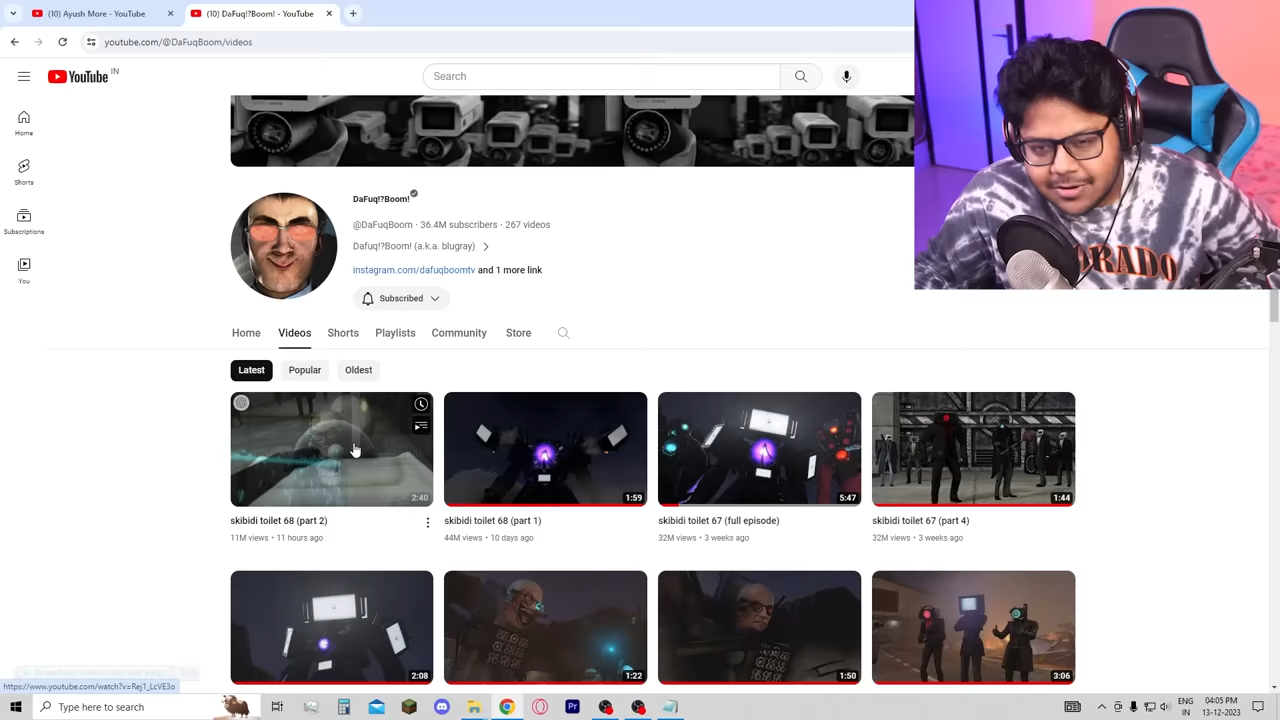 (10) Ayush More - YouTube
(10) DaFuq!?Boom! - YouTube
youtube.com/@DaFuqBoom/videos
YouTube IN
Search
Home
Shorts
Subscriptions
You
DaFuq!?Boom!
@DaFuqBoom · 36.4M subscribers · 267 videos
Dafuq!?Boom! (a.k.a. blugray)
instagram.com/dafuqboomtv and 1 more link
Subscribed
Home Videos Shorts Playlists Community Store
Latest Popular Oldest
2:40 1:59 5:47 1:44
skibidi toilet 68 (part 2) skibidi toilet 68 (part 1) skibidi toilet 67 (full episode) skibidi toilet 67 (part 4)
11M views • 11 hours ago 44M views • 10 days ago 32M views • 3 weeks ago 32M views • 3 weeks ago
2:08 1:22 1:50 3:06
https://www.youtube.com/watch?v=Rej1_LcVE3o
Type here to search
Pr
ENG
IN
04:05 PM
13-12-2023